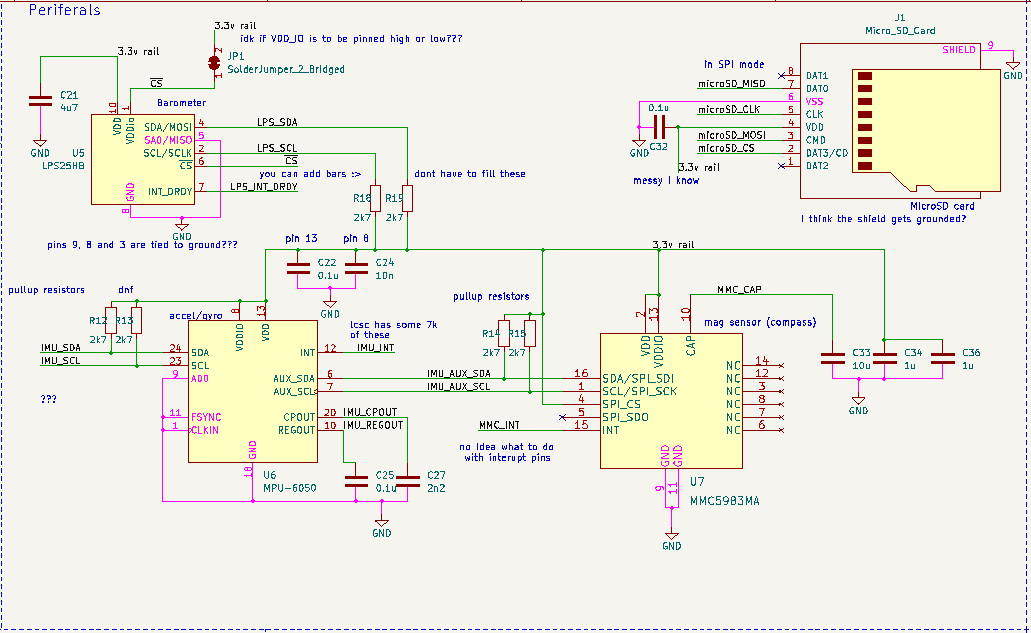 Periferals
3.3v rail
idk if VDD_IO is to be pinned high or low???
3.3v rail
JP1
SolderJumper_2_Bridged
2
1
CS
C21
4u7
GND
Barometer
10
1
VDD
VDDio
U5
LPS25HB
SDA/MOSI
4
LPS_SDA
SA0/MISO
5
SCL/SCLK
2
LPS_SCL
CS
6
CS
INT_DRDY
7
LPS_INT_DRDY
GND
8
GND
you can add bars :>
dont have to fill these
R18
2k7
R19
2k7
pins 9, 8 and 3 are tied to ground???
J1
Micro_SD_Card
SHIELD
9
GND
in SPI mode
8
DAT1
microSD_MISO
7
DAT0
6
VSS
microSD_CLK
5
CLK
4
VDD
microSD_MOSI
3
CMD
microSD_CS
2
DAT3/CD
1
DAT2
0.1u
C32
GND
3.3v rail
messy I know
MicroSD card
I think the shield gets grounded?
pin 13
pin 8
C22
0.1u
C24
10n
GND
3.3v rail
pullup resistors
dnf
R12
2k7
R13
2k7
accel/gyro
8
13
VDDIO
VDD
IMU_SDA
24
SDA
IMU_SCL
23
SCL
9
AD0
11
FSYNC
1
CLKIN
???
lcsc has some 7k
of these
INT
12
IMU_INT
AUX_SDA
6
IMU_AUX_SDA
AUX_SCL
7
IMU_AUX_SCL
CPOUT
20
IMU_CPOUT
REGOUT
10
IMU_REGOUT
GND
18
U6
MPU-6050
C25
0.1u
C27
2n2
GND
pullup resistors
R14
2k7
R15
2k7
2
13
10
VDD
VDDIO
CAP
MMC_CAP
mag sensor (compass)
16
SDA/SPI_SDI
1
SCL/SPI_SCK
4
SPI_CS
5
SPI_SDO
MMC_INT
15
INT
no idea what to do
with interupt pins
NC
14
NC
12
NC
3
NC
8
NC
7
NC
6
GND
GND
9
11
U7
MMC5983MA
GND
C33
10u
C34
1u
C36
1u
GND